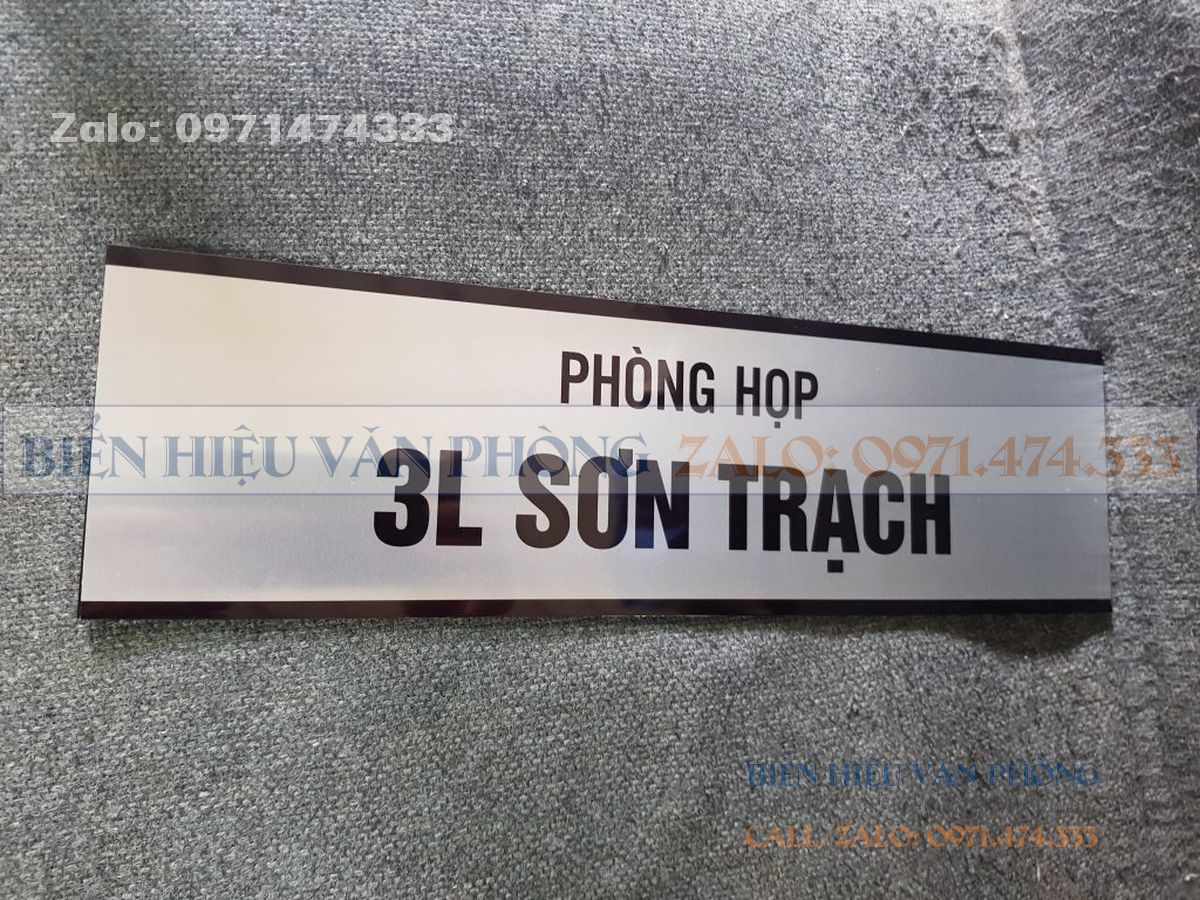 Zalo: 0971474333
PHÒNG HỌP
BIỂN HIỆU VĂN PHÒNG ZALO: 0971.474.333
3L SƠN TRẠCH
BIỂN HIỆU VĂN PHÒNG
CALL/ZALO: 0971.474.333